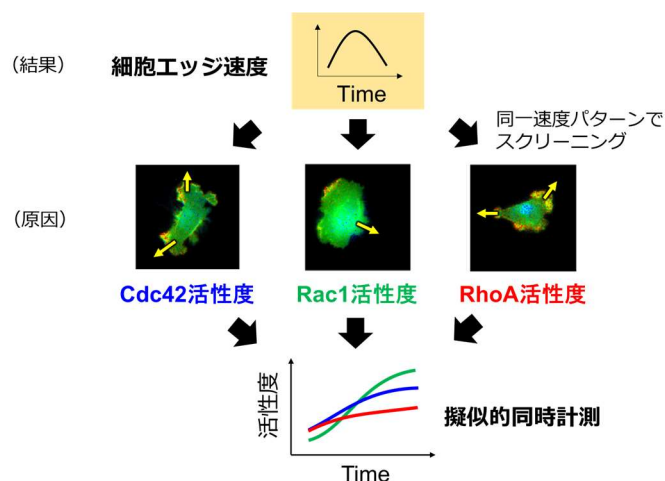 （結果）
細胞エッジ速度
Time
同一速度パターンで
スクリーニング
（原因）
Cdc42活性度
Rac1活性度
RhoA活性度
活性度
擬似的同時計測
Time